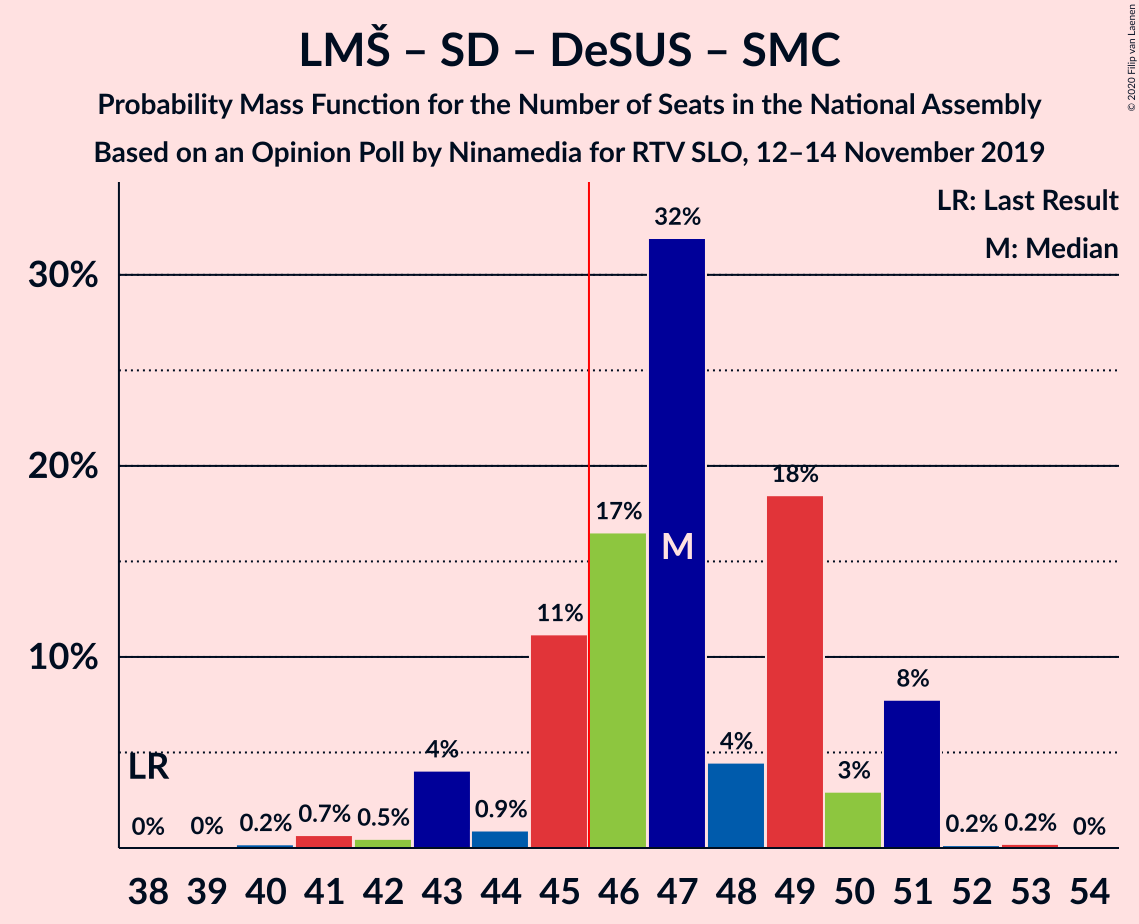 LMŠ – SD – DeSUS – SMC
Probability Mass Function for the Number of Seats in the National Assembly
Based on an Opinion Poll by Ninamedia for RTV SLO, 12–14 November 2019
© 2020 Filip van Laenen
LR: Last Result
M: Median
30%
20%
10%
LR
0%
0%
0.2%
0.7%
0.5%
4%
0.9%
11%
17%
32%
M
4%
18%
3%
8%
0.2%
0.2%
0%
38 39 40 41 42 43 44 45 46 47 48 49 50 51 52 53 54